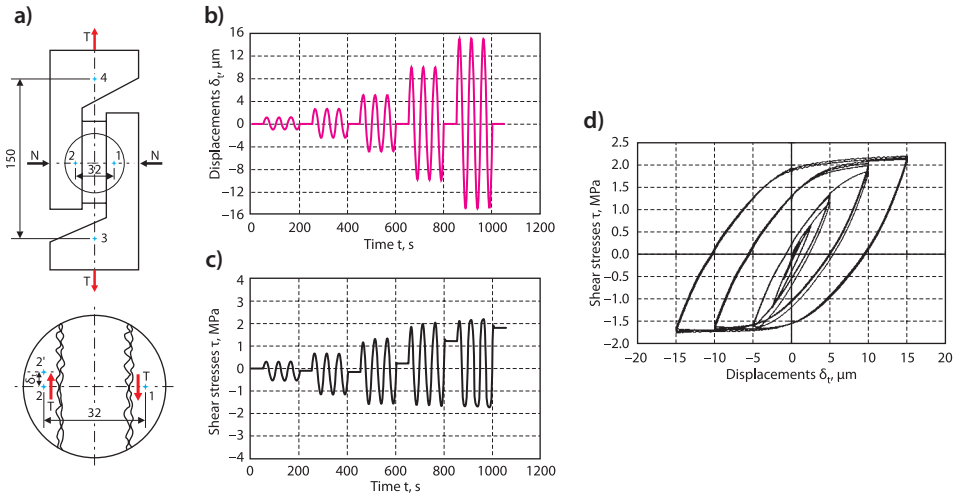 a)
T
4
150
N
2
1
N
32
3
T
2'
δt'
2
T
T
1
32
b)
Displacements δt, μm
16
12
8
4
0
−4
−8
−12
−16
0 200 400 600 800 1000 1200
Time t, s
c)
Shear stresses τ, MPa
4
3
2
1
0
−1
−2
−3
−4
0 200 400 600 800 1000 1200
Time t, s
d)
Shear stresses τ, MPa
2.5
2.0
1.5
1.0
0.5
0.0
−0.5
−1.0
−1.5
−2.0
−20 −15 −10 −5 0 5 10 15 20
Displacements δt, μm